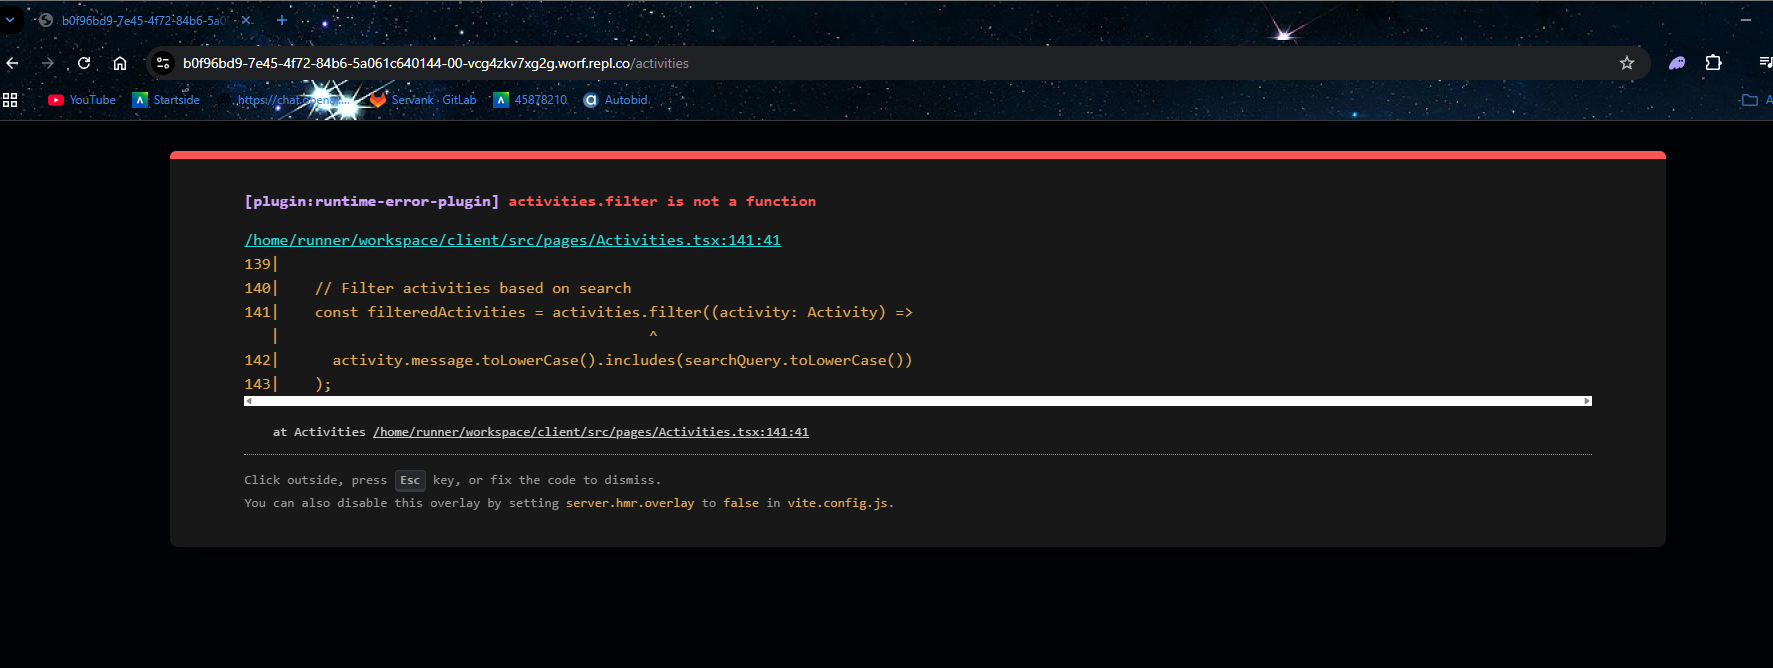 b0f96bd9-7e45-4f72-84b6-5a0
b0f96bd9-7e45-4f72-84b6-5a061c640144-00-vcg4zkv7xg2g.worf.repl.co/activities
YouTube Startside https://chat.openai.... Servank · GitLab 45878210 Autobid A
[plugin:runtime-error-plugin] activities.filter is not a function
/home/runner/workspace/client/src/pages/Activities.tsx:141:41
139|
140|    // Filter activities based on search
141|    const filteredActivities = activities.filter((activity: Activity) =>
|                                          ^
142|      activity.message.toLowerCase().includes(searchQuery.toLowerCase())
143|    );
at Activities /home/runner/workspace/client/src/pages/Activities.tsx:141:41
Click outside, press Esc key, or fix the code to dismiss.
You can also disable this overlay by setting server.hmr.overlay to false in vite.config.js.